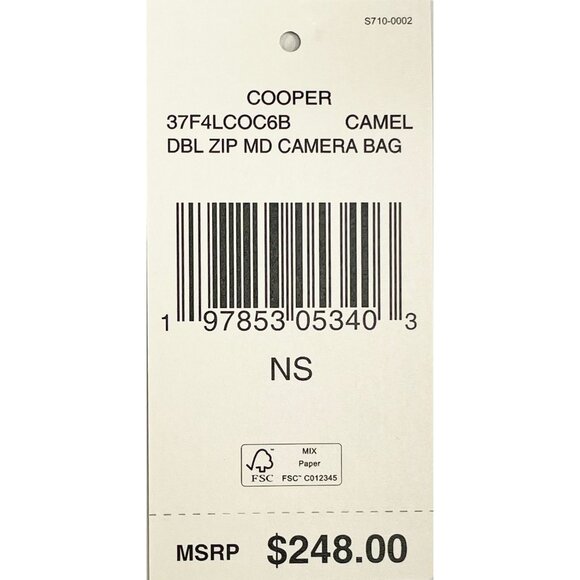 S710-0002
COOPER
37F4LCOC6B CAMEL
DBL ZIP MD CAMERA BAG
1 97853 05340 3
NS
MIX
Paper
FSC™ FSC™ C012345
MSRP $248.00